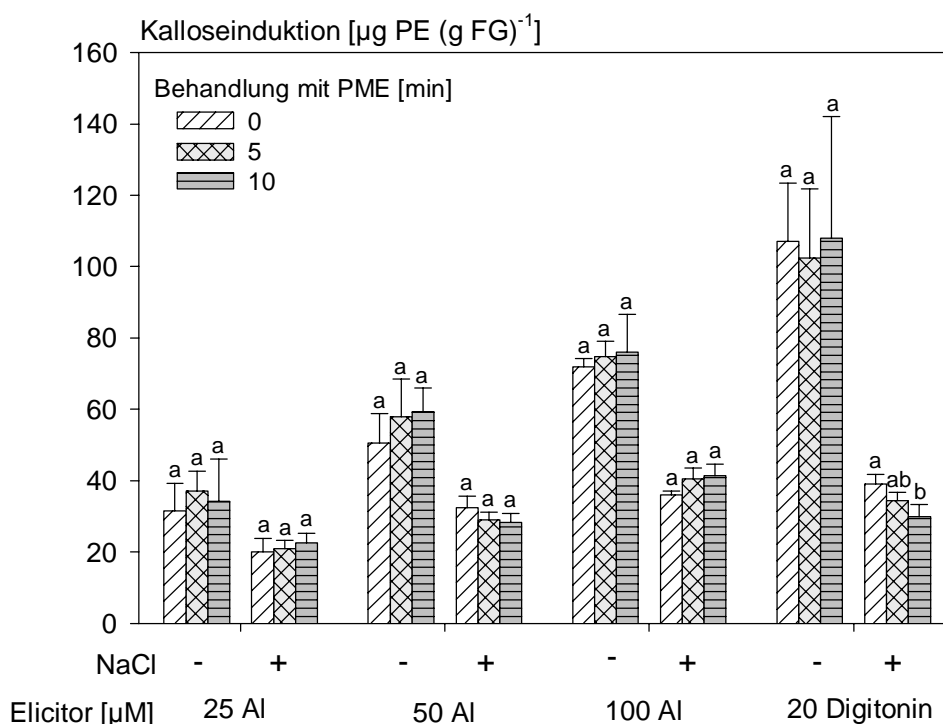 Kalloseinduktion [µg PE (g FG)-1]
160
140
120
100
80
60
40
20
0
Behandlung mit PME [min]
0
5
10
a a a a a a
a a a a a a
a a a a a a
a a a a ab b
NaCl - + - + - + - +
Elicitor [µM] 25 Al 50 Al 100 Al 20 Digitonin